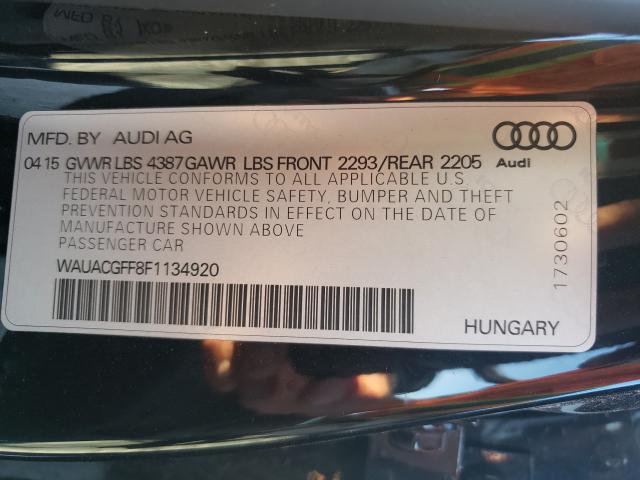 MFD. BY AUDI AG
04 15 GVWR LBS 4387 GAWR LBS FRONT 2293/REAR 2205
Audi
THIS VEHICLE CONFORMS TO ALL APPLICABLE U.S.
FEDERAL MOTOR VEHICLE SAFETY, BUMPER AND THEFT
PREVENTION STANDARDS IN EFFECT ON THE DATE OF
MANUFACTURE SHOWN ABOVE
PASSENGER CAR
WAUACGFF8F1134920
HUNGARY
1730602